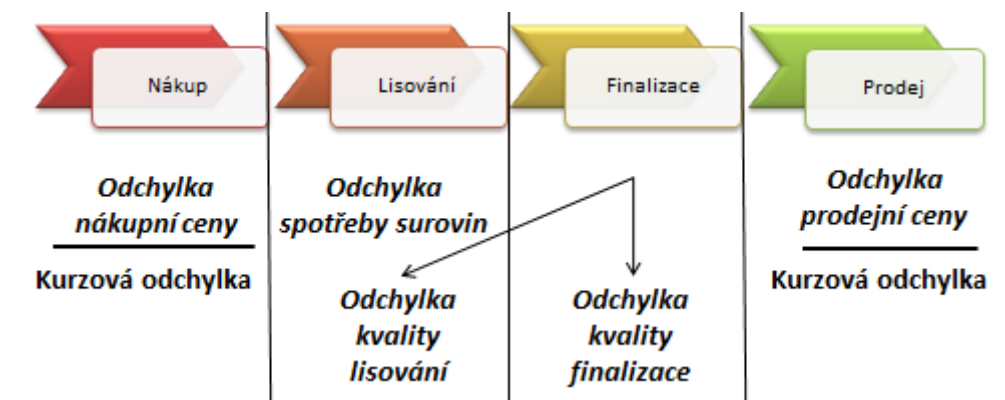 Nákup
Lisování
Finalizace
Prodej
Odchylka
nákupní ceny
Kurzová odchylka
Odchylka
spotřeby surovin
Odchylka
kvality
lisování
Odchylka
kvality
finalizace
Odchylka
prodejní ceny
Kurzová odchylka